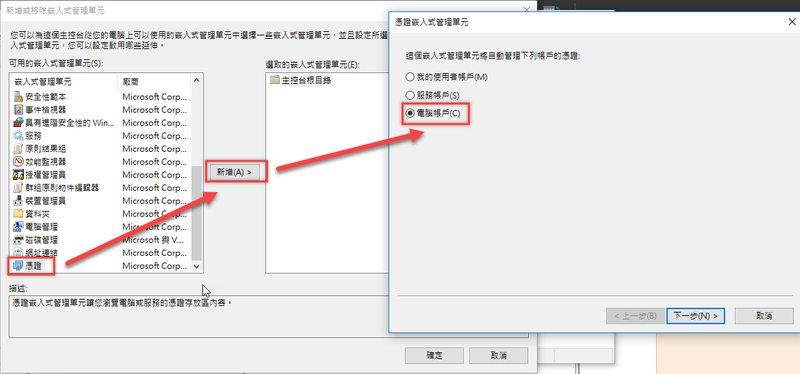 新增或移除嵌入式管理單元
您可以為這個主控台從您的電腦上可以使用的嵌入式管理單元中選擇一些嵌入式管理單元，並且設定所選
入式管理單元，您可以設定啟用哪些延伸。
可用的嵌入式管理單元(S):
嵌入式管理單元 廠商
安全性範本 Microsoft Corp...
事件檢視器 Microsoft Corp...
具有進階安全性的 Win... Microsoft Corp...
服務 Microsoft Corp...
原則結果組 Microsoft Corp...
效能監視器 Microsoft Corp...
授權管理員 Microsoft Corp...
群組原則物件編輯器 Microsoft Corp...
裝置管理員 Microsoft Corp...
資料夾 Microsoft Corp...
電腦管理 Microsoft Corp...
磁碟管理 Microsoft 與 V...
網址連結 Microsoft Corp...
憑證 Microsoft Corp...
新增(A) >
選取的嵌入式管理單元(E):
主控台根目錄
描述:
憑證嵌入式管理單元讓您瀏覽電腦或服務的憑證存放區內容。
確定
取消
憑證嵌入式管理單元
這個嵌入式管理單元將自動管理下列帳戶的憑證:
我的使用者帳戶(M)
服務帳戶(S)
電腦帳戶(C)
< 上一步(B)
下一步(N) >
取消